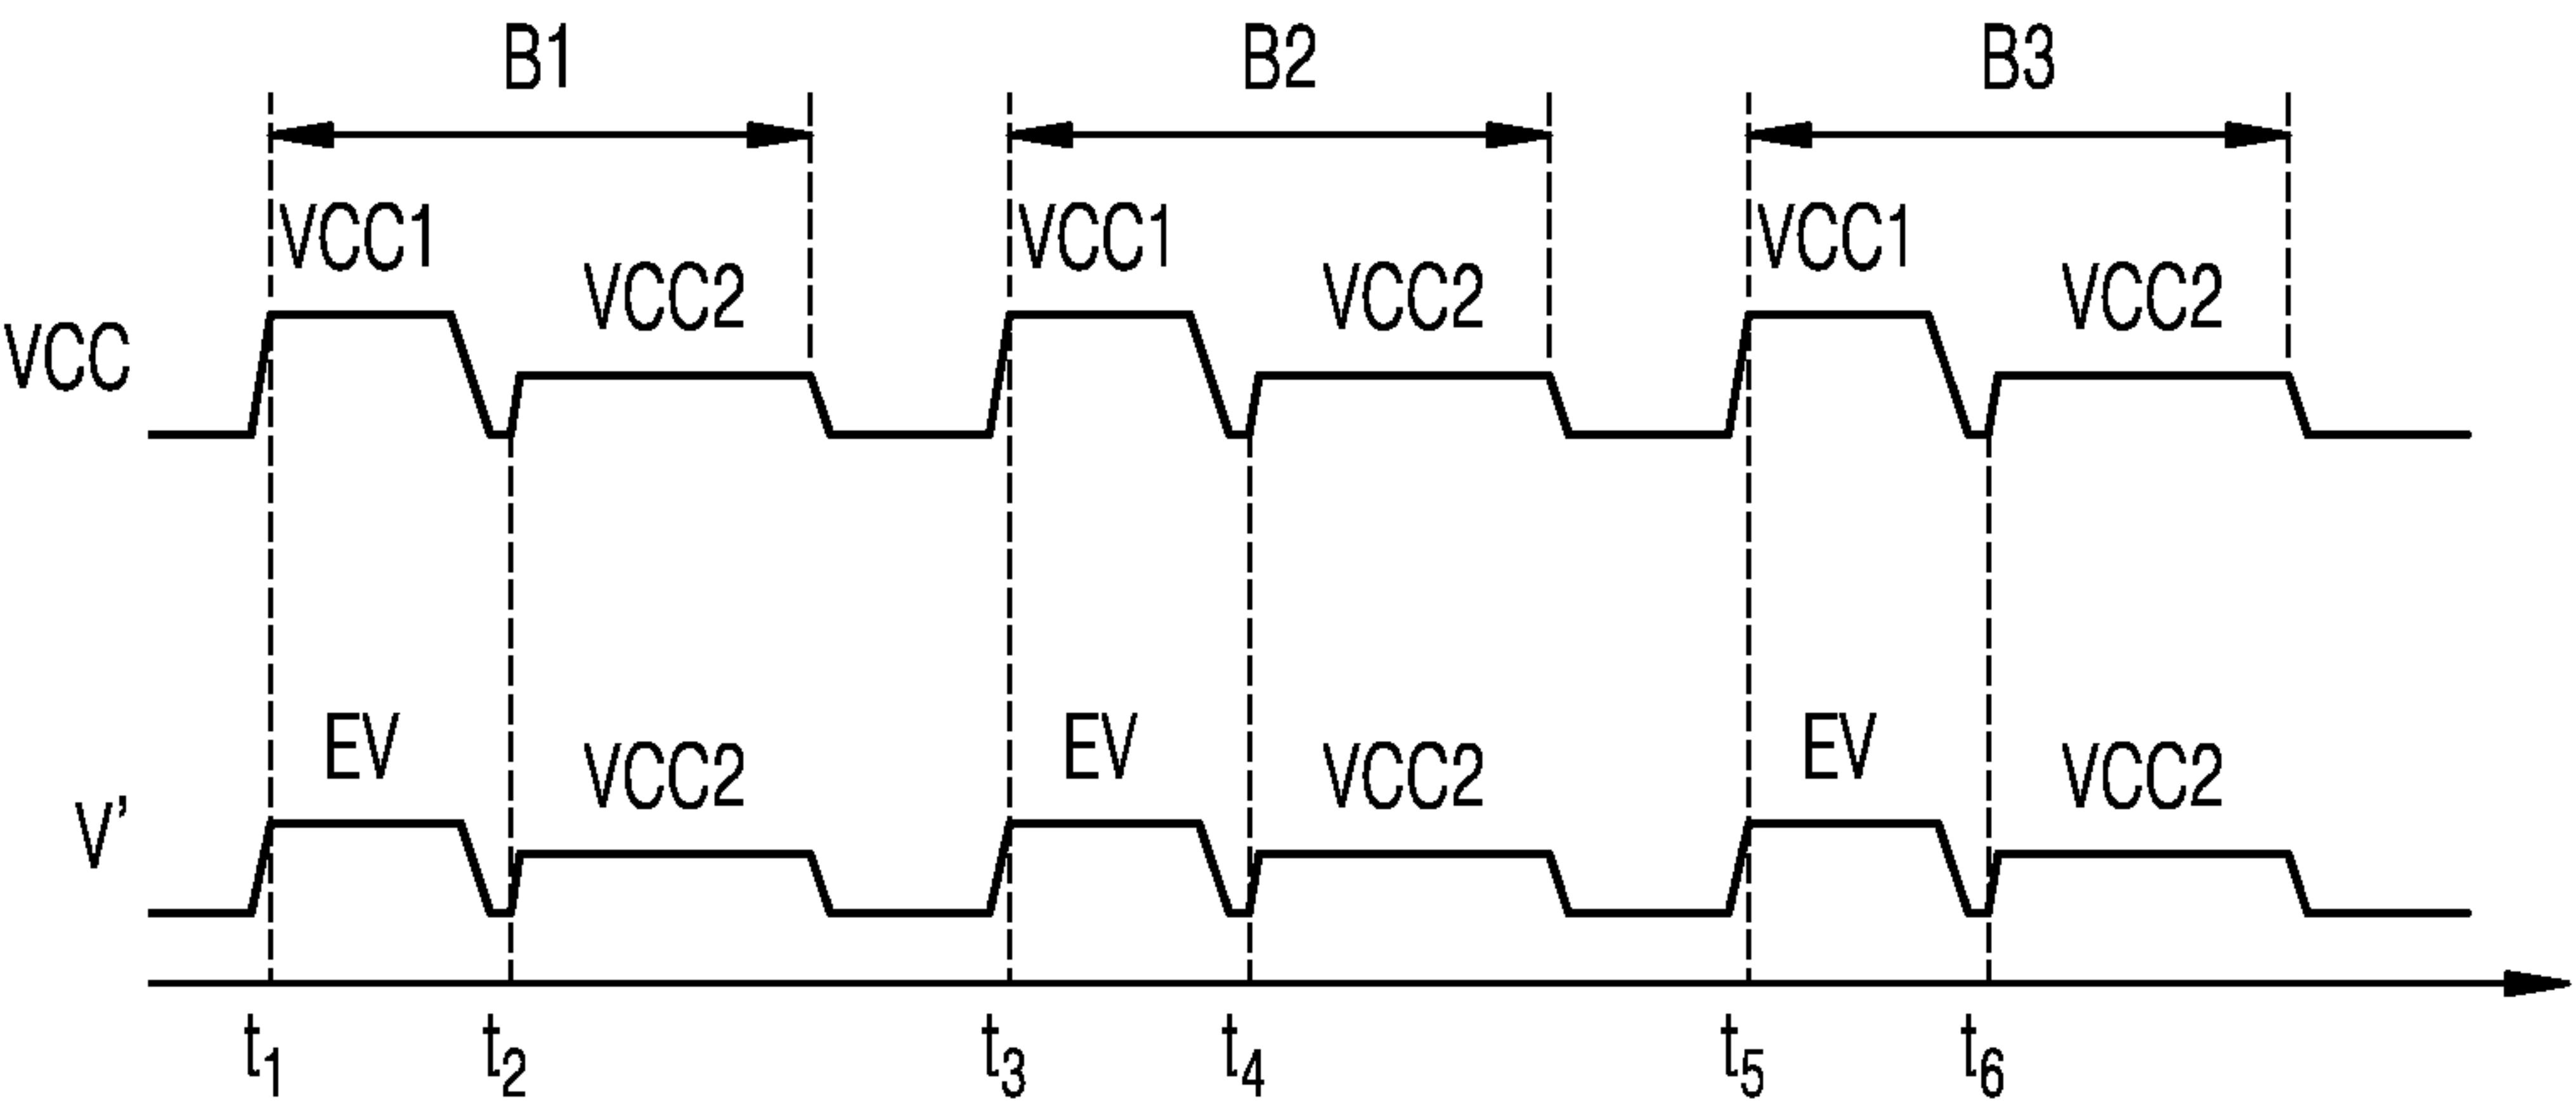 B1 B2 B3
VCC1 VCC1 VCC1
VCC2 VCC2 VCC2
VCC
EV EV EV
VCC2 VCC2 VCC2
V’
t1 t2 t3 t4 t5 t6